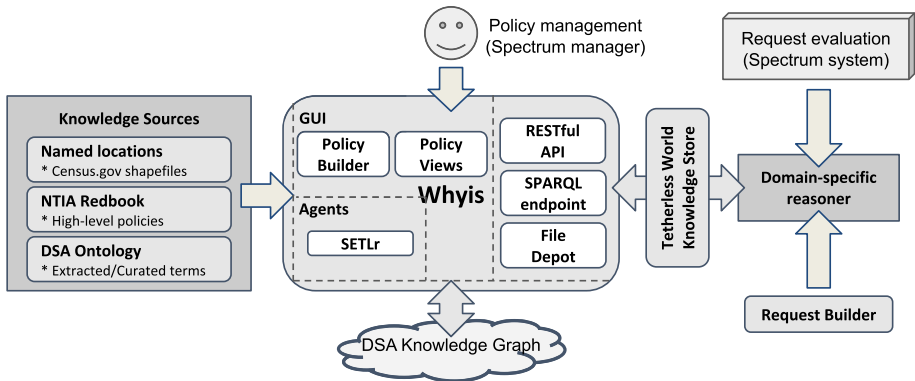 Policy management
(Spectrum manager)
Request evaluation
(Spectrum system)
Knowledge Sources
Named locations
* Census.gov shapefiles
NTIA Redbook
* High-level policies
DSA Ontology
* Extracted/Curated terms
GUI
Policy
Builder
Policy
Views
Whyis
Agents
SETLr
RESTful
API
SPARQL
endpoint
File
Depot
Tetherless World
Knowledge Store
Domain-specific
reasoner
Request Builder
DSA Knowledge Graph